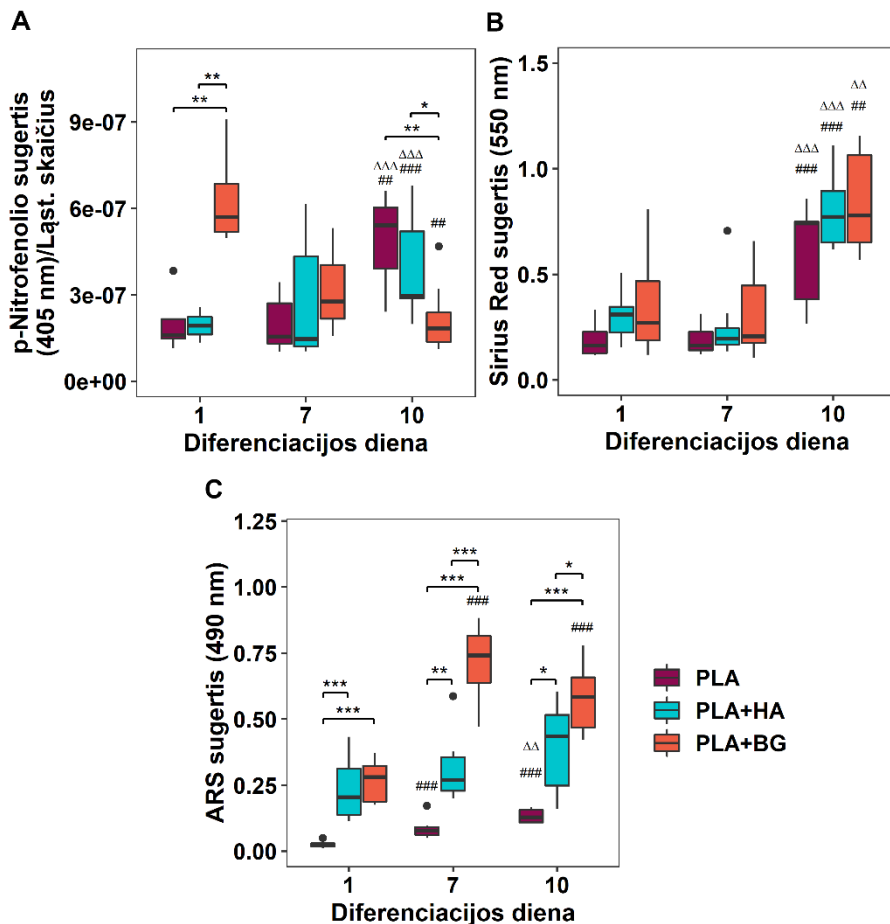 A
p-Nitrofenolio sugertis
(405 nm)/Ląst. skaičius
9e-07
6e-07
3e-07
0e+00
**
**
*
**
ΔΔΔ
##
ΔΔΔ
###
##
1 7 10
Diferenciacijos diena
B
Sirius Red sugertis (550 nm)
1.5
1.0
0.5
0.0
ΔΔΔ
###
ΔΔΔ
###
ΔΔ
##
1 7 10
Diferenciacijos diena
C
ARS sugertis (490 nm)
1.25
1.00
0.75
0.50
0.25
0.00
***
***
***
***
###
**
###
*
***
###
*
ΔΔ
###
1 7 10
Diferenciacijos diena
PLA
PLA+HA
PLA+BG